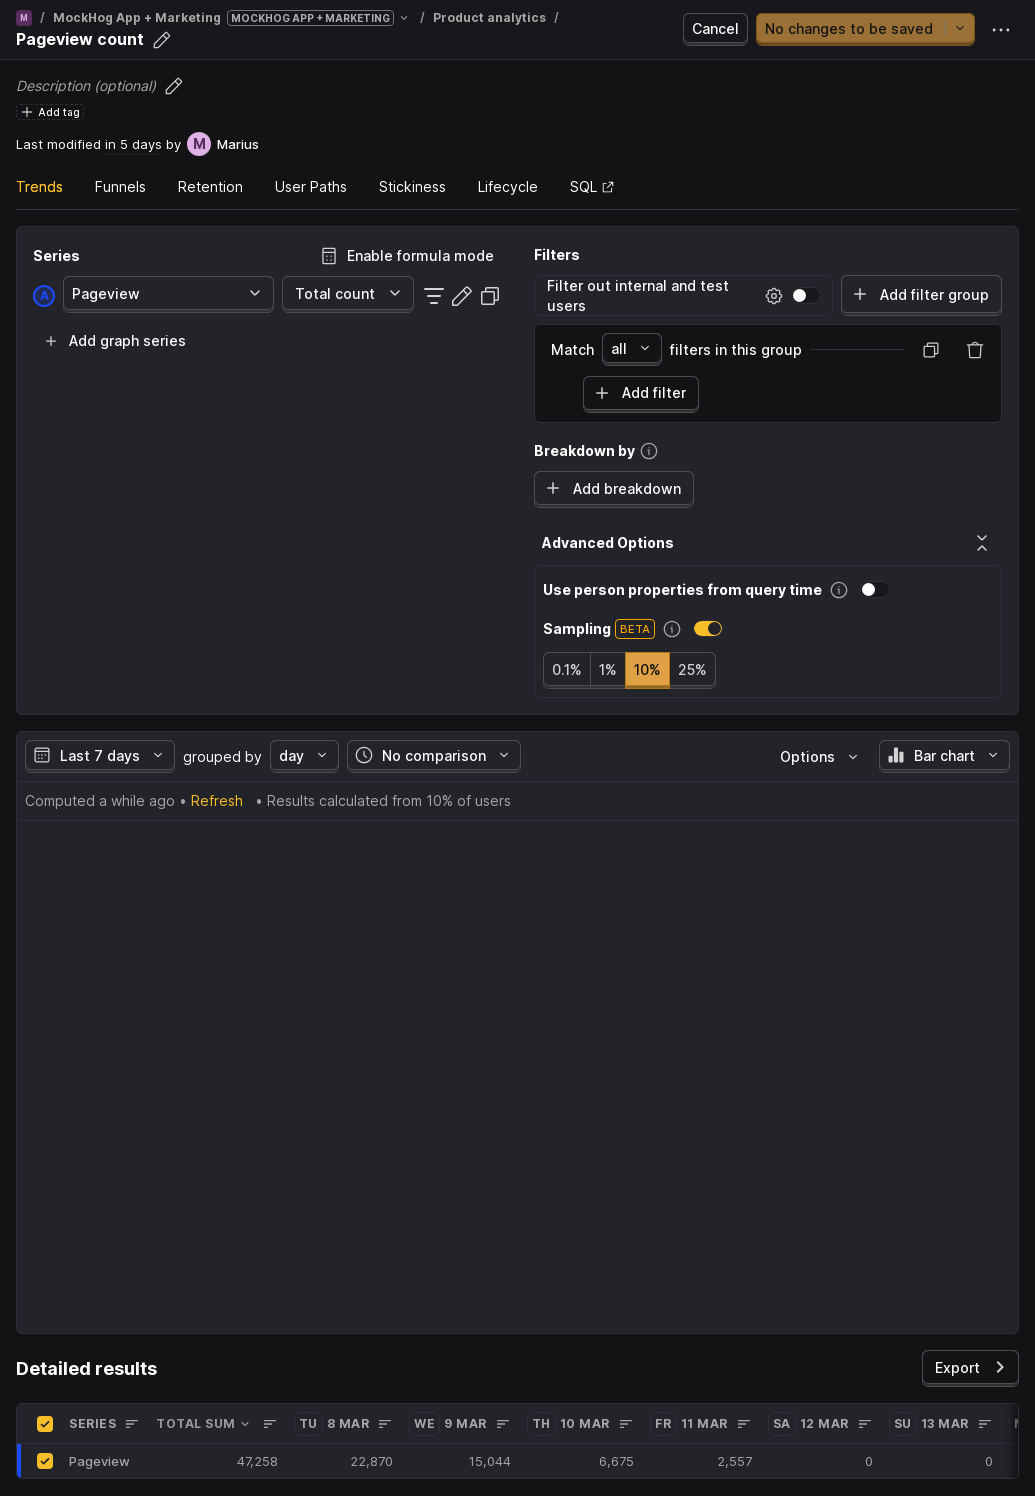 M / MockHog App + Marketing MOCKHOG APP + MARKETING / Product analytics /
Pageview count
Cancel
No changes to be saved
Description (optional)
Add tag
Last modified in 5 days by M Marius
Trends Funnels Retention User Paths Stickiness Lifecycle SQL
Series
Enable formula mode
A Pageview Total count
Add graph series
Filters
Filter out internal and test
users
Add filter group
Match all filters in this group
Add filter
Breakdown by
Add breakdown
Advanced Options
Use person properties from query time
Sampling BETA
0.1% 1% 10% 25%
Last 7 days grouped by day No comparison Options Bar chart
Computed a while ago • Refresh • Results calculated from 10% of users
Detailed results
Export
SERIES TOTAL SUM TU 8 MAR WE 9 MAR TH 10 MAR FR 11 MAR SA 12 MAR SU 13 MAR
Pageview 47,258 22,870 15,044 6,675 2,557 0 0